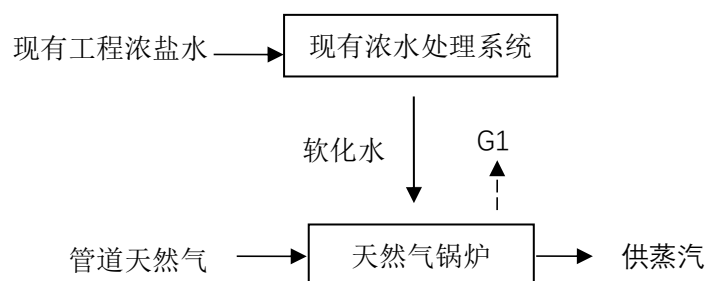 现有工程浓盐水
现有浓水处理系统
软化水
G1
管道天然气
天然气锅炉
供蒸汽